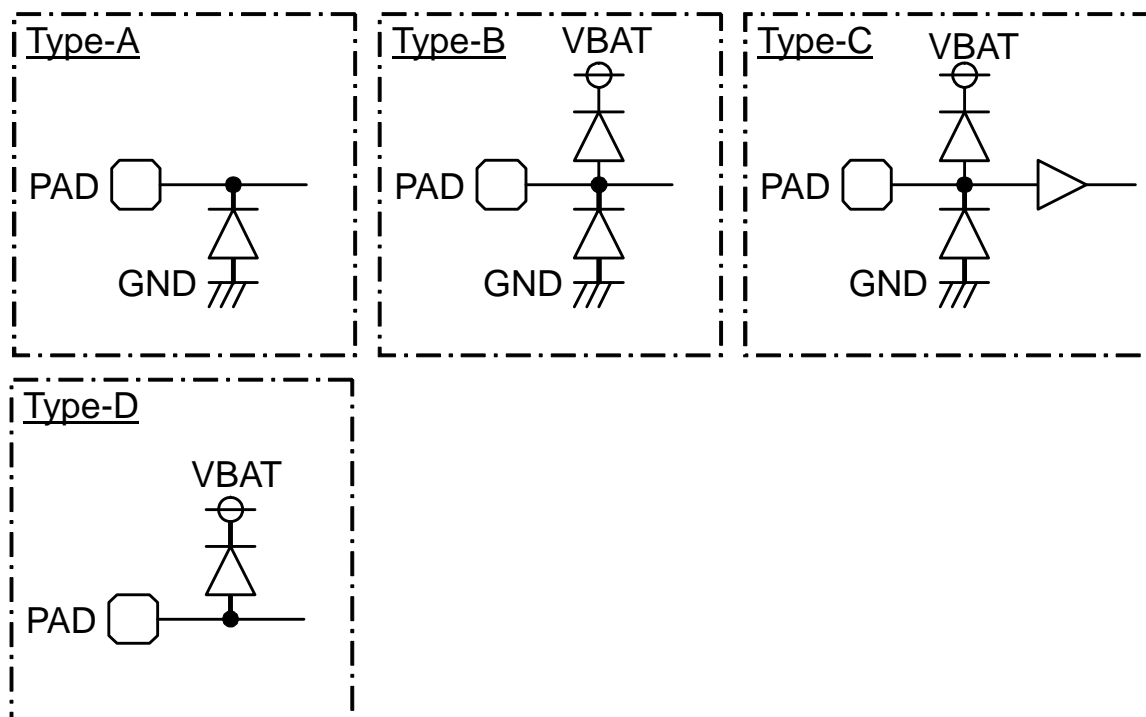 Type-A
PAD
GND
Type-B
VBAT
PAD
GND
Type-C
VBAT
PAD
GND
Type-D
VBAT
PAD